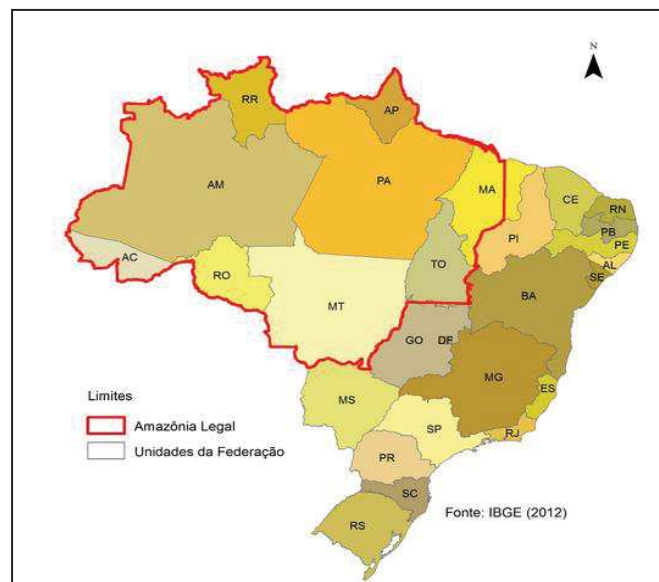 N
RR
AP
AM
PA
MA
CE
RN
PB
PE
PI
AL
SE
AC
RO
TO
BA
MT
GO
DF
MG
ES
MS
SP
RJ
PR
SC
RS
Limites
Amazônia Legal
Unidades da Federação
Fonte: IBGE (2012)